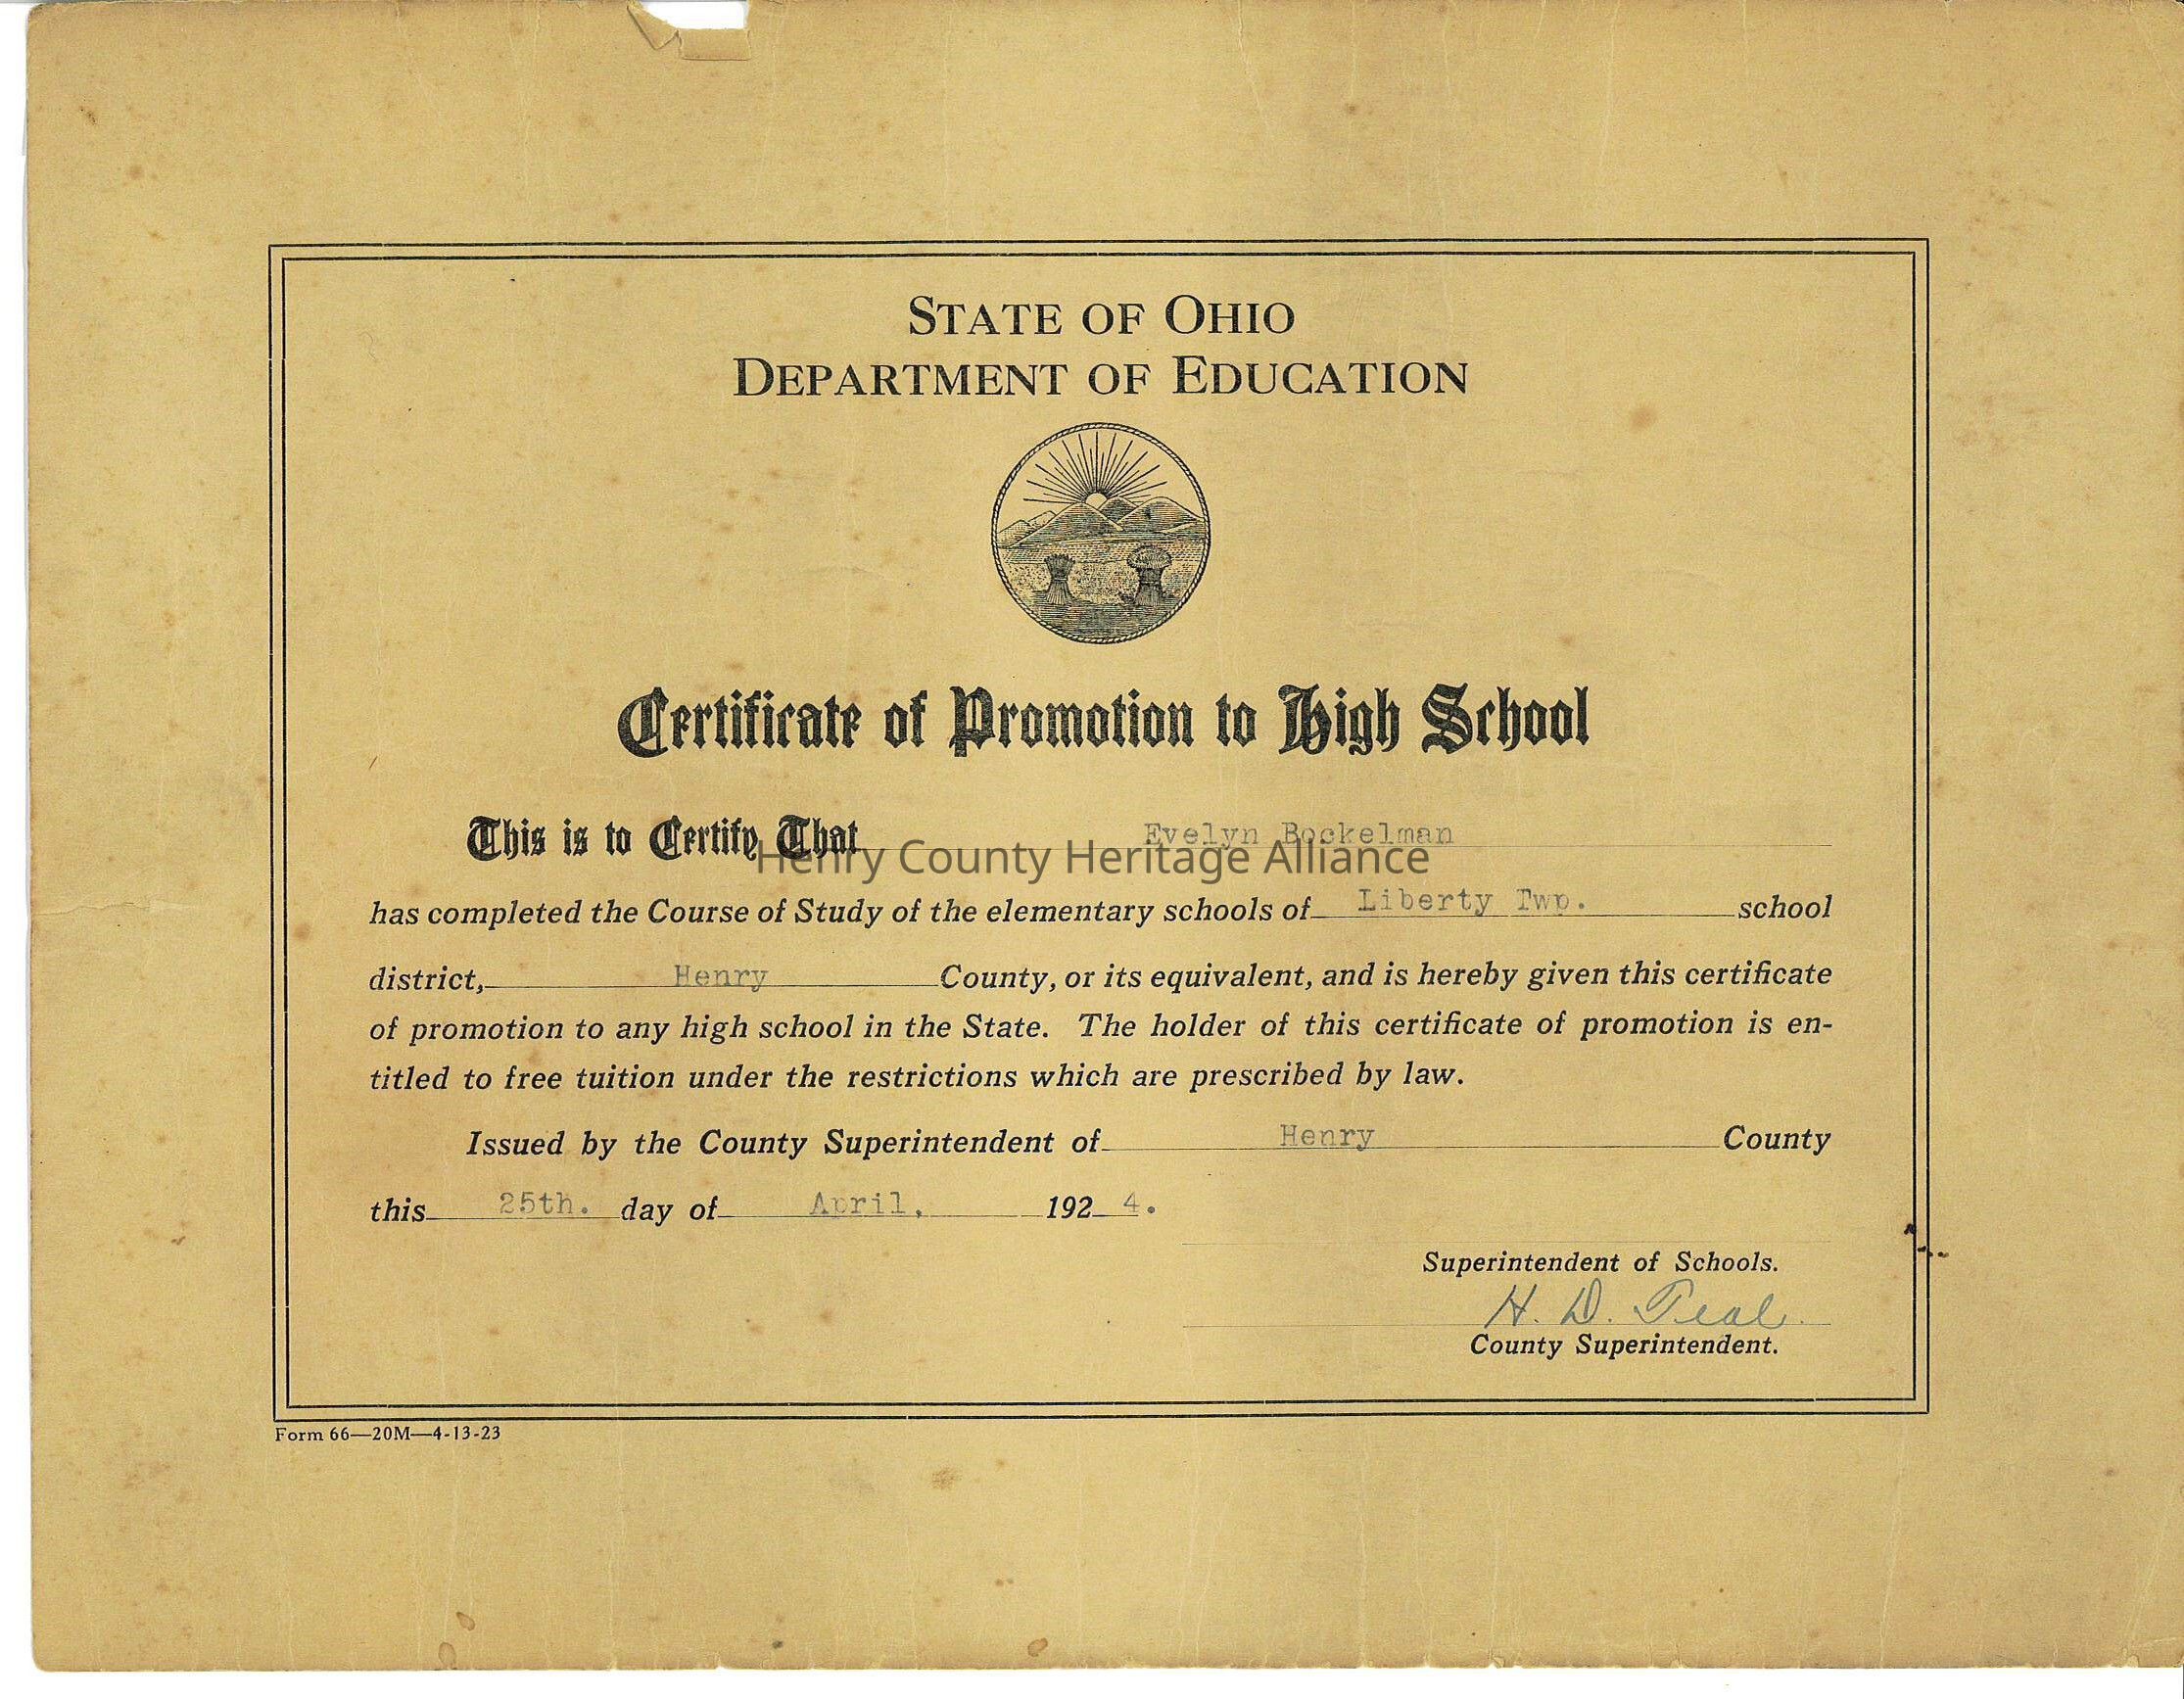 STATE OF OHIO
DEPARTMENT OF EDUCATION
Certificate of Promotion to High School
This is to Certify That Evelyn Bockelman
Henry County Heritage Alliance
has completed the Course of Study of the elementary schools of Liberty Twp. school
district, Henry County, or its equivalent, and is hereby given this certificate
of promotion to any high school in the State. The holder of this certificate of promotion is en-
titled to free tuition under the restrictions which are prescribed by law.
Issued by the County Superintendent of Henry County
this 25th. day of April, 1924.
Superintendent of Schools.
H. D. Teal.
County Superintendent.
Form 66—20M—4-13-23